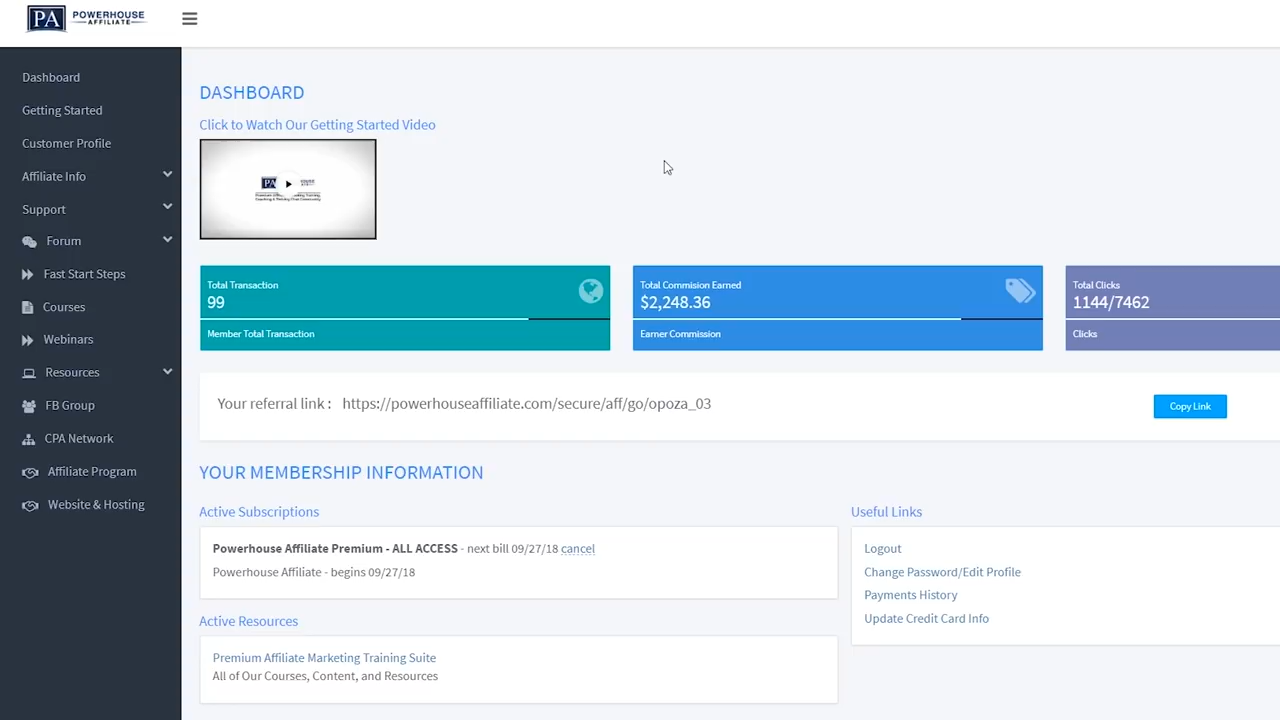 PA POWERHOUSE
AFFILIATE
Dashboard
Getting Started
Customer Profile
Affiliate Info
Support
Forum
Fast Start Steps
Courses
Webinars
Resources
FB Group
CPA Network
Affiliate Program
Website & Hosting
DASHBOARD
Click to Watch Our Getting Started Video
PA
Total Transaction
99
Member Total Transaction
Total Commision Earned
$2,248.36
Earner Commission
Total Clicks
1144/7462
Clicks
Your referral link : https://powerhouseaffiliate.com/secure/aff/go/opoza_03
Copy Link
YOUR MEMBERSHIP INFORMATION
Active Subscriptions
Powerhouse Affiliate Premium - ALL ACCESS - next bill 09/27/18 cancel
Powerhouse Affiliate - begins 09/27/18
Active Resources
Premium Affiliate Marketing Training Suite
All of Our Courses, Content, and Resources
Useful Links
Logout
Change Password/Edit Profile
Payments History
Update Credit Card Info